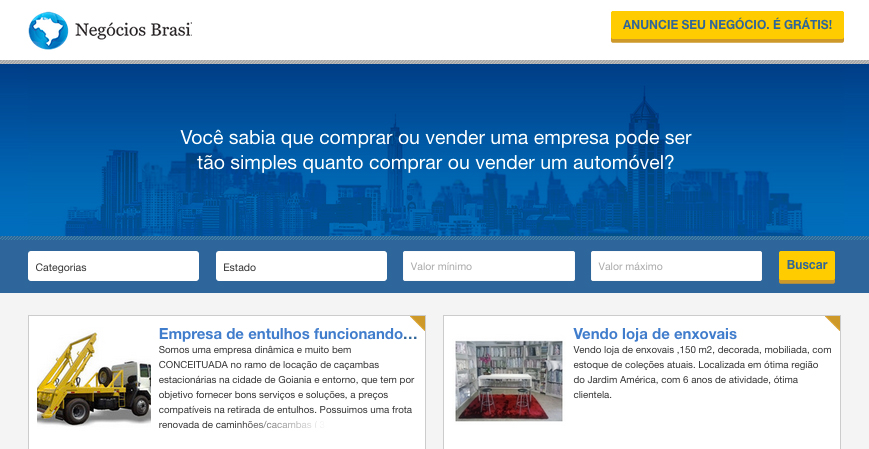 Negócios Brasil
ANUNCIE SEU NEGÓCIO. É GRÁTIS!
Você sabia que comprar ou vender uma empresa pode ser
tão simples quanto comprar ou vender um automóvel?
Categorias
Estado
Valor mínimo
Valor máximo
Buscar
Empresa de entulhos funcionando...
Somos uma empresa dinâmica e muito bem
CONCEITUADA no ramo de locação de caçambas
estacionárias na cidade de Goiania e entorno, que tem por
objetivo fornecer bons serviços e soluções, a preços
compatíveis na retirada de entulhos. Possuimos uma frota
renovada de caminhões/cacambas /
Vendo loja de enxovais
Vendo loja de enxovais ,150 m2, decorada, mobiliada, com
estoque de coleções atuais. Localizada em ótima região
do Jardim América, com 6 anos de atividade, ótima
clientela.